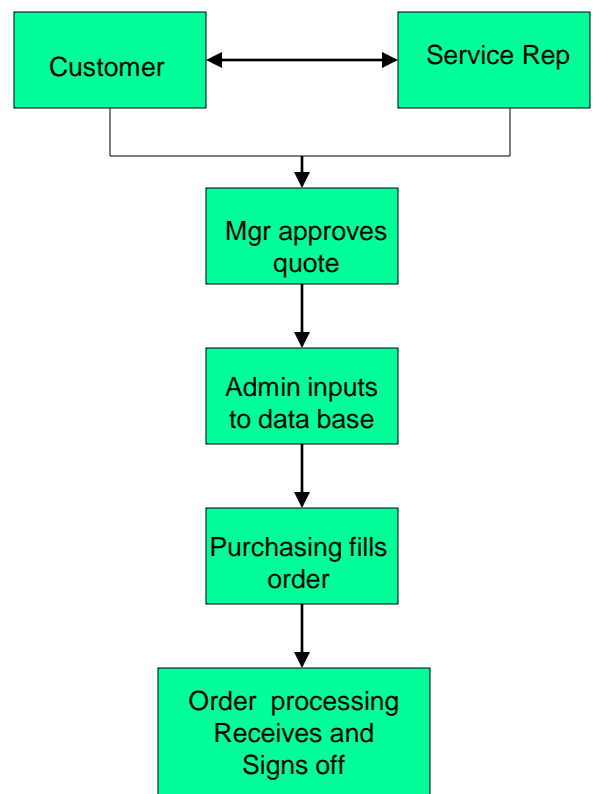 Customer
Service Rep
Mgr approves
quote
Admin inputs
to data base
Purchasing fills
order
Order processing
Receives and
Signs off